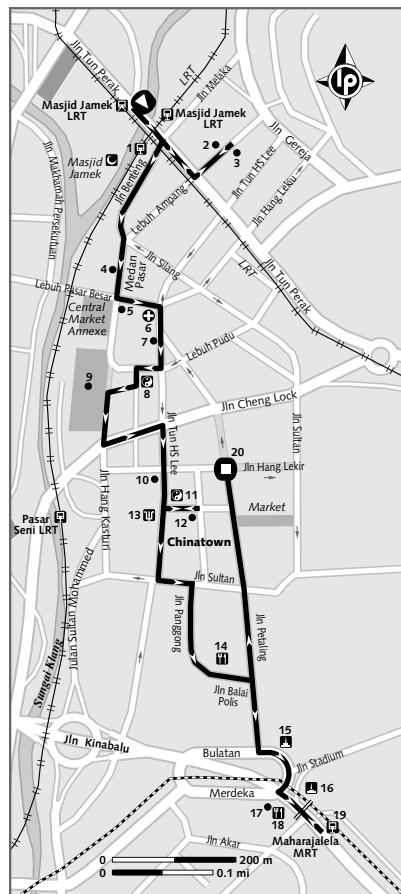 lp
Jln Tun Perak
LRT
Masjid Jamek
LRT
Masjid Jamek
LRT
Jln Melaka
1
2
3
Jln Gereja
Masjid
Jamek
Jln Makhamah Persekutuan
Jln Benteng
Lebuh Ampang
Jln Tun HS Lee
Jln Hang Lekiu
Jln Silang
LRT
Jln Tun Perak
4
Medan
Pasar
Lebuh Pasar Besar
5
Central
Market
Annexe
6
7
Lebuh Pudu
9
8
Jln Cheng Lock
Jln Tun HS Lee
Jln Sultan
20
Jln Hang Lekir
10
11
Jln Hang Kasturi
Market
13
12
Pasar
Seni LRT
Chinatown
Jln Sultan
Jalan Sultan Mohammed
Jln Panggong
Jln Petaling
Sungai Klang
14
Jln Balai
Polis
15
Jln Kinabalu
Bulatan
Jln Stadium
16
Merdeka
17
18
19
Maharajalela
MRT
Jln Akar
0 200 m
0 0.1 mi